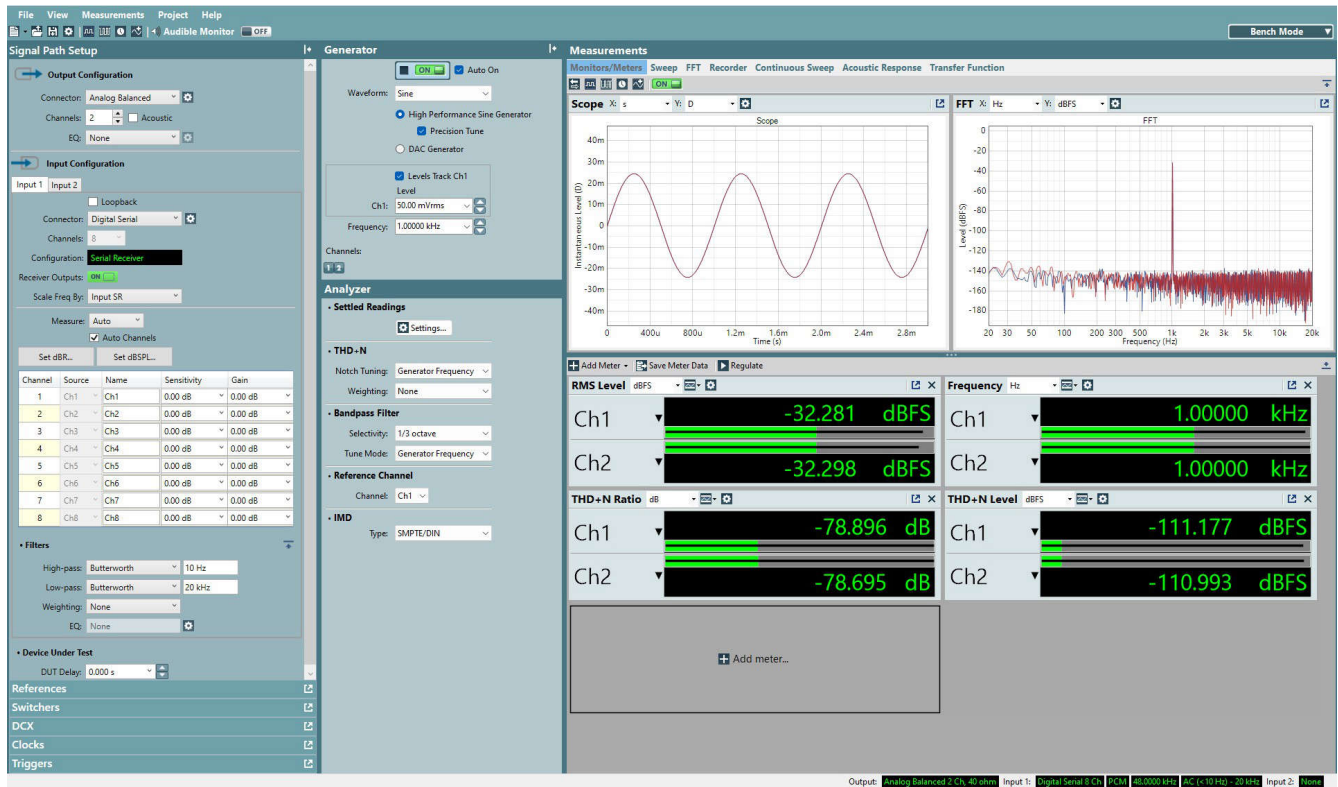 File View Measurements Project Help
Audible Monitor OFF
Bench Mode
Signal Path Setup
Output Configuration
Connector: Analog Balanced
Channels: 2 Acoustic
EQ: None
Input Configuration
Input 1 Input 2
Loopback
Connector: Digital Serial
Channels: 8
Configuration: Serial Receiver
Receiver Outputs: ON
Scale Freq By: Input SR
Measure: Auto
Auto Channels
Set dBR... Set dBSPL...
Channel Source Name Sensitivity Gain
1 Ch1 Ch1 0.00 dB 0.00 dB
2 Ch2 Ch2 0.00 dB 0.00 dB
3 Ch3 Ch3 0.00 dB 0.00 dB
4 Ch4 Ch4 0.00 dB 0.00 dB
5 Ch5 Ch5 0.00 dB 0.00 dB
6 Ch6 Ch6 0.00 dB 0.00 dB
7 Ch7 Ch7 0.00 dB 0.00 dB
8 Ch8 Ch8 0.00 dB 0.00 dB
Filters
High-pass: Butterworth 10 Hz
Low-pass: Butterworth 20 kHz
Weighting: None
EQ: None
Device Under Test
DUT Delay: 0.000 s
References
Switchers
DCX
Clocks
Triggers
Generator
ON Auto On
Waveform: Sine
High Performance Sine Generator
Precision Tune
DAC Generator
Levels Track Ch1
Level
Ch1: 50.00 mVrms
Frequency: 1.00000 kHz
Channels:
1 2
Analyzer
Settled Readings
Settings...
THD+N
Notch Tuning: Generator Frequency
Weighting: None
Bandpass Filter
Selectivity: 1/3 octave
Tune Mode: Generator Frequency
Reference Channel
Channel: Ch1
IMD
Type: SMPTE/DIN
Measurements
Monitors/Meters Sweep FFT Recorder Continuous Sweep Acoustic Response Transfer Function
ON
Scope X: s Y: D
Scope
Instantaneous Level (D)
40m
30m
20m
10m
0
-10m
-20m
-30m
-40m
0 400u 800u 1.2m 1.6m 2.0m 2.4m 2.8m
Time (s)
FFT X: Hz Y: dBFS
FFT
Level (dBFS)
0
-20
-40
-60
-80
-100
-120
-140
-160
-180
20 30 50 100 200 300 500 1k 2k 3k 5k 10k 20k
Frequency (Hz)
Add Meter Save Meter Data Regulate
RMS Level dBFS
Ch1 -32.281 dBFS
Ch2 -32.298 dBFS
Frequency Hz
Ch1 1.00000 kHz
Ch2 1.00000 kHz
THD+N Ratio dB
Ch1 -78.896 dB
Ch2 -78.695 dB
THD+N Level dBFS
Ch1 -111.177 dBFS
Ch2 -110.993 dBFS
Add meter...
Output: Analog Balanced 2 Ch, 40 ohm Input 1: Digital Serial 8 Ch PCM 48.0000 kHz AC (<10 Hz) - 20 kHz Input 2: None